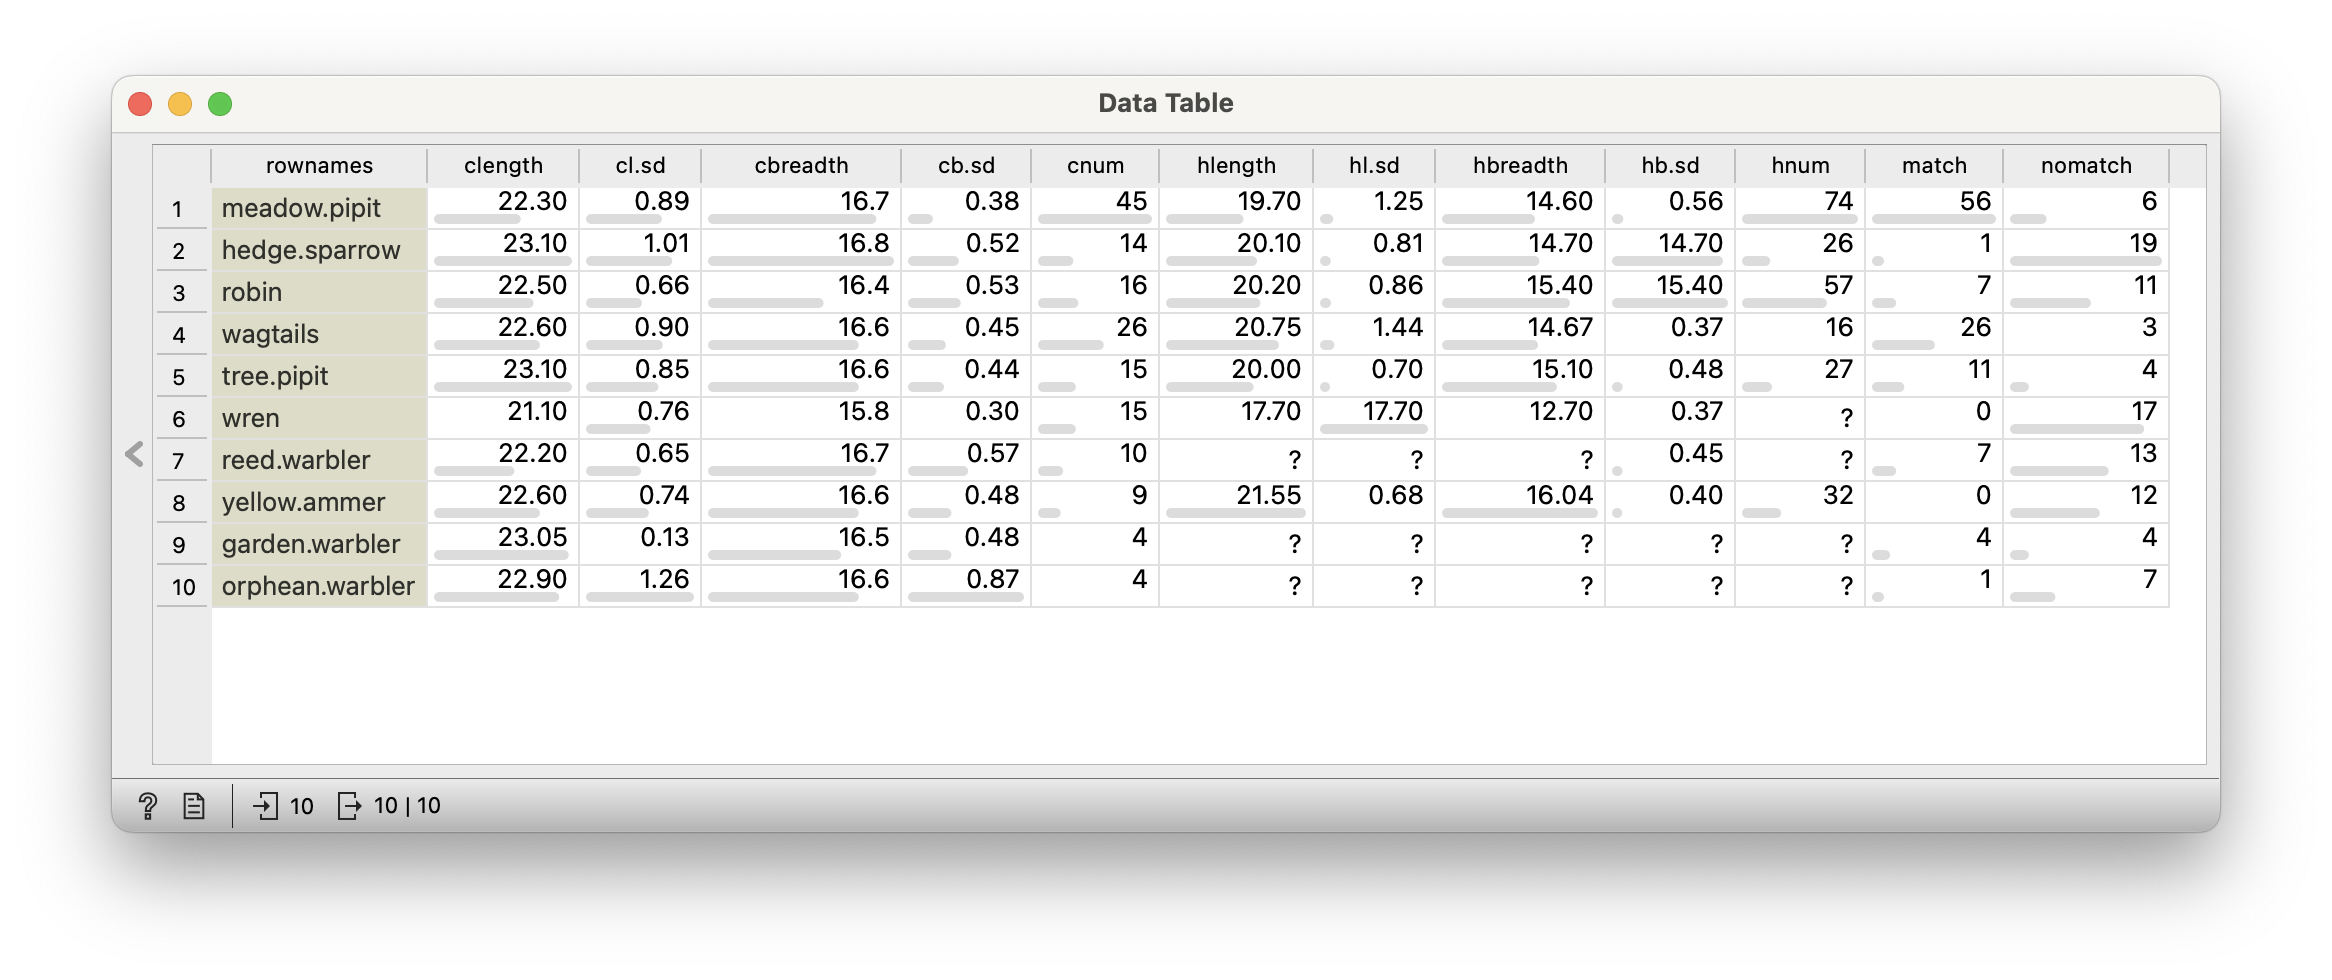 Data Table
rownames clength cl.sd cbreadth cb.sd cnum hlength hl.sd hbreadth hb.sd hnum match nomatch
1 meadow.pipit 22.30 0.89 16.7 0.38 45 19.70 1.25 14.60 0.56 74 56 6
2 hedge.sparrow 23.10 1.01 16.8 0.52 14 20.10 0.81 14.70 14.70 26 1 19
3 robin 22.50 0.66 16.4 0.53 16 20.20 0.86 15.40 15.40 57 7 11
4 wagtails 22.60 0.90 16.6 0.45 26 20.75 1.44 14.67 0.37 16 26 3
5 tree.pipit 23.10 0.85 16.6 0.44 15 20.00 0.70 15.10 0.48 27 11 4
6 wren 21.10 0.76 15.8 0.30 15 17.70 17.70 12.70 0.37 ? 0 17
7 reed.warbler 22.20 0.65 16.7 0.57 10 ? ? ? 0.45 ? 7 13
8 yellow.ammer 22.60 0.74 16.6 0.48 9 21.55 0.68 16.04 0.40 32 0 12
9 garden.warbler 23.05 0.13 16.5 0.48 4 ? ? ? ? ? 4 4
10 orphean.warbler 22.90 1.26 16.6 0.87 4 ? ? ? ? ? 1 7
? 10 10 | 10